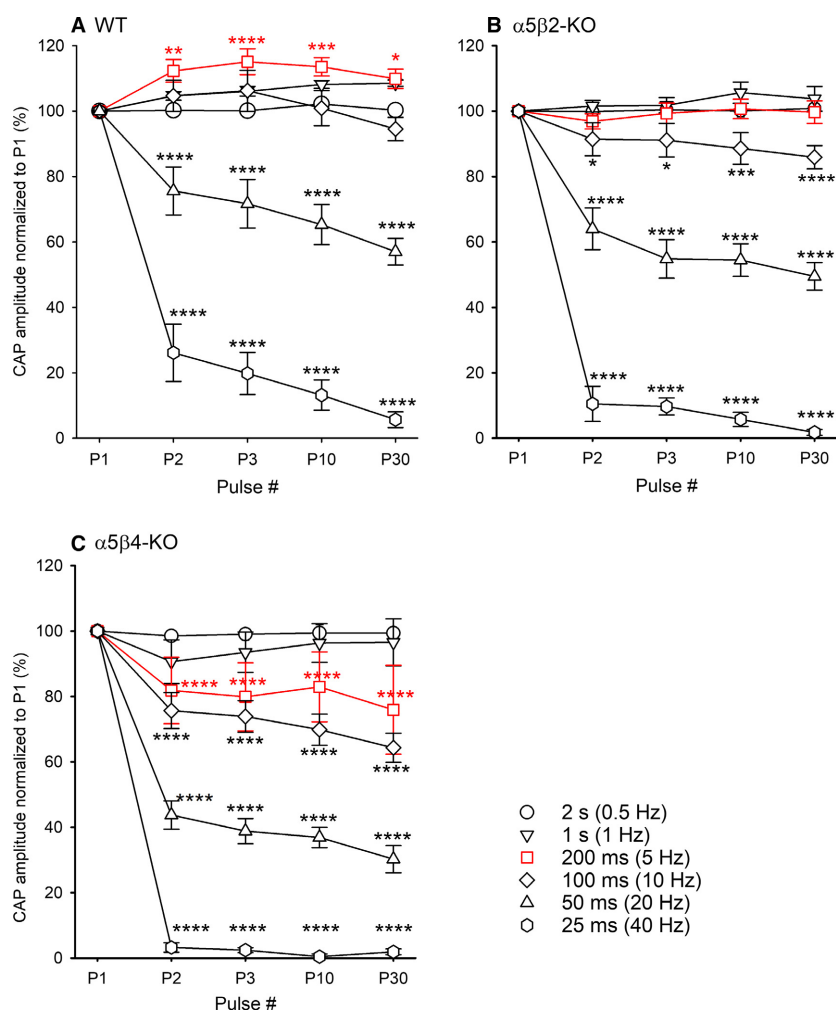 A WT
CAP amplitude normalized to P1 (%)
120
100
80
60
40
20
0
** **** *** *
**** **** **** ****
**** **** **** ****
P1 P2 P3 P10 P30
Pulse #
B α5β2-KO
120
100
80
60
40
20
0
* * *** ****
**** **** **** ****
**** **** **** ****
P1 P2 P3 P10 P30
Pulse #
C α5β4-KO
CAP amplitude normalized to P1 (%)
120
100
80
60
40
20
0
**** **** **** ****
**** **** **** ****
**** **** **** ****
**** **** **** ****
P1 P2 P3 P10 P30
Pulse #
2 s (0.5 Hz)
1 s (1 Hz)
200 ms (5 Hz)
100 ms (10 Hz)
50 ms (20 Hz)
25 ms (40 Hz)